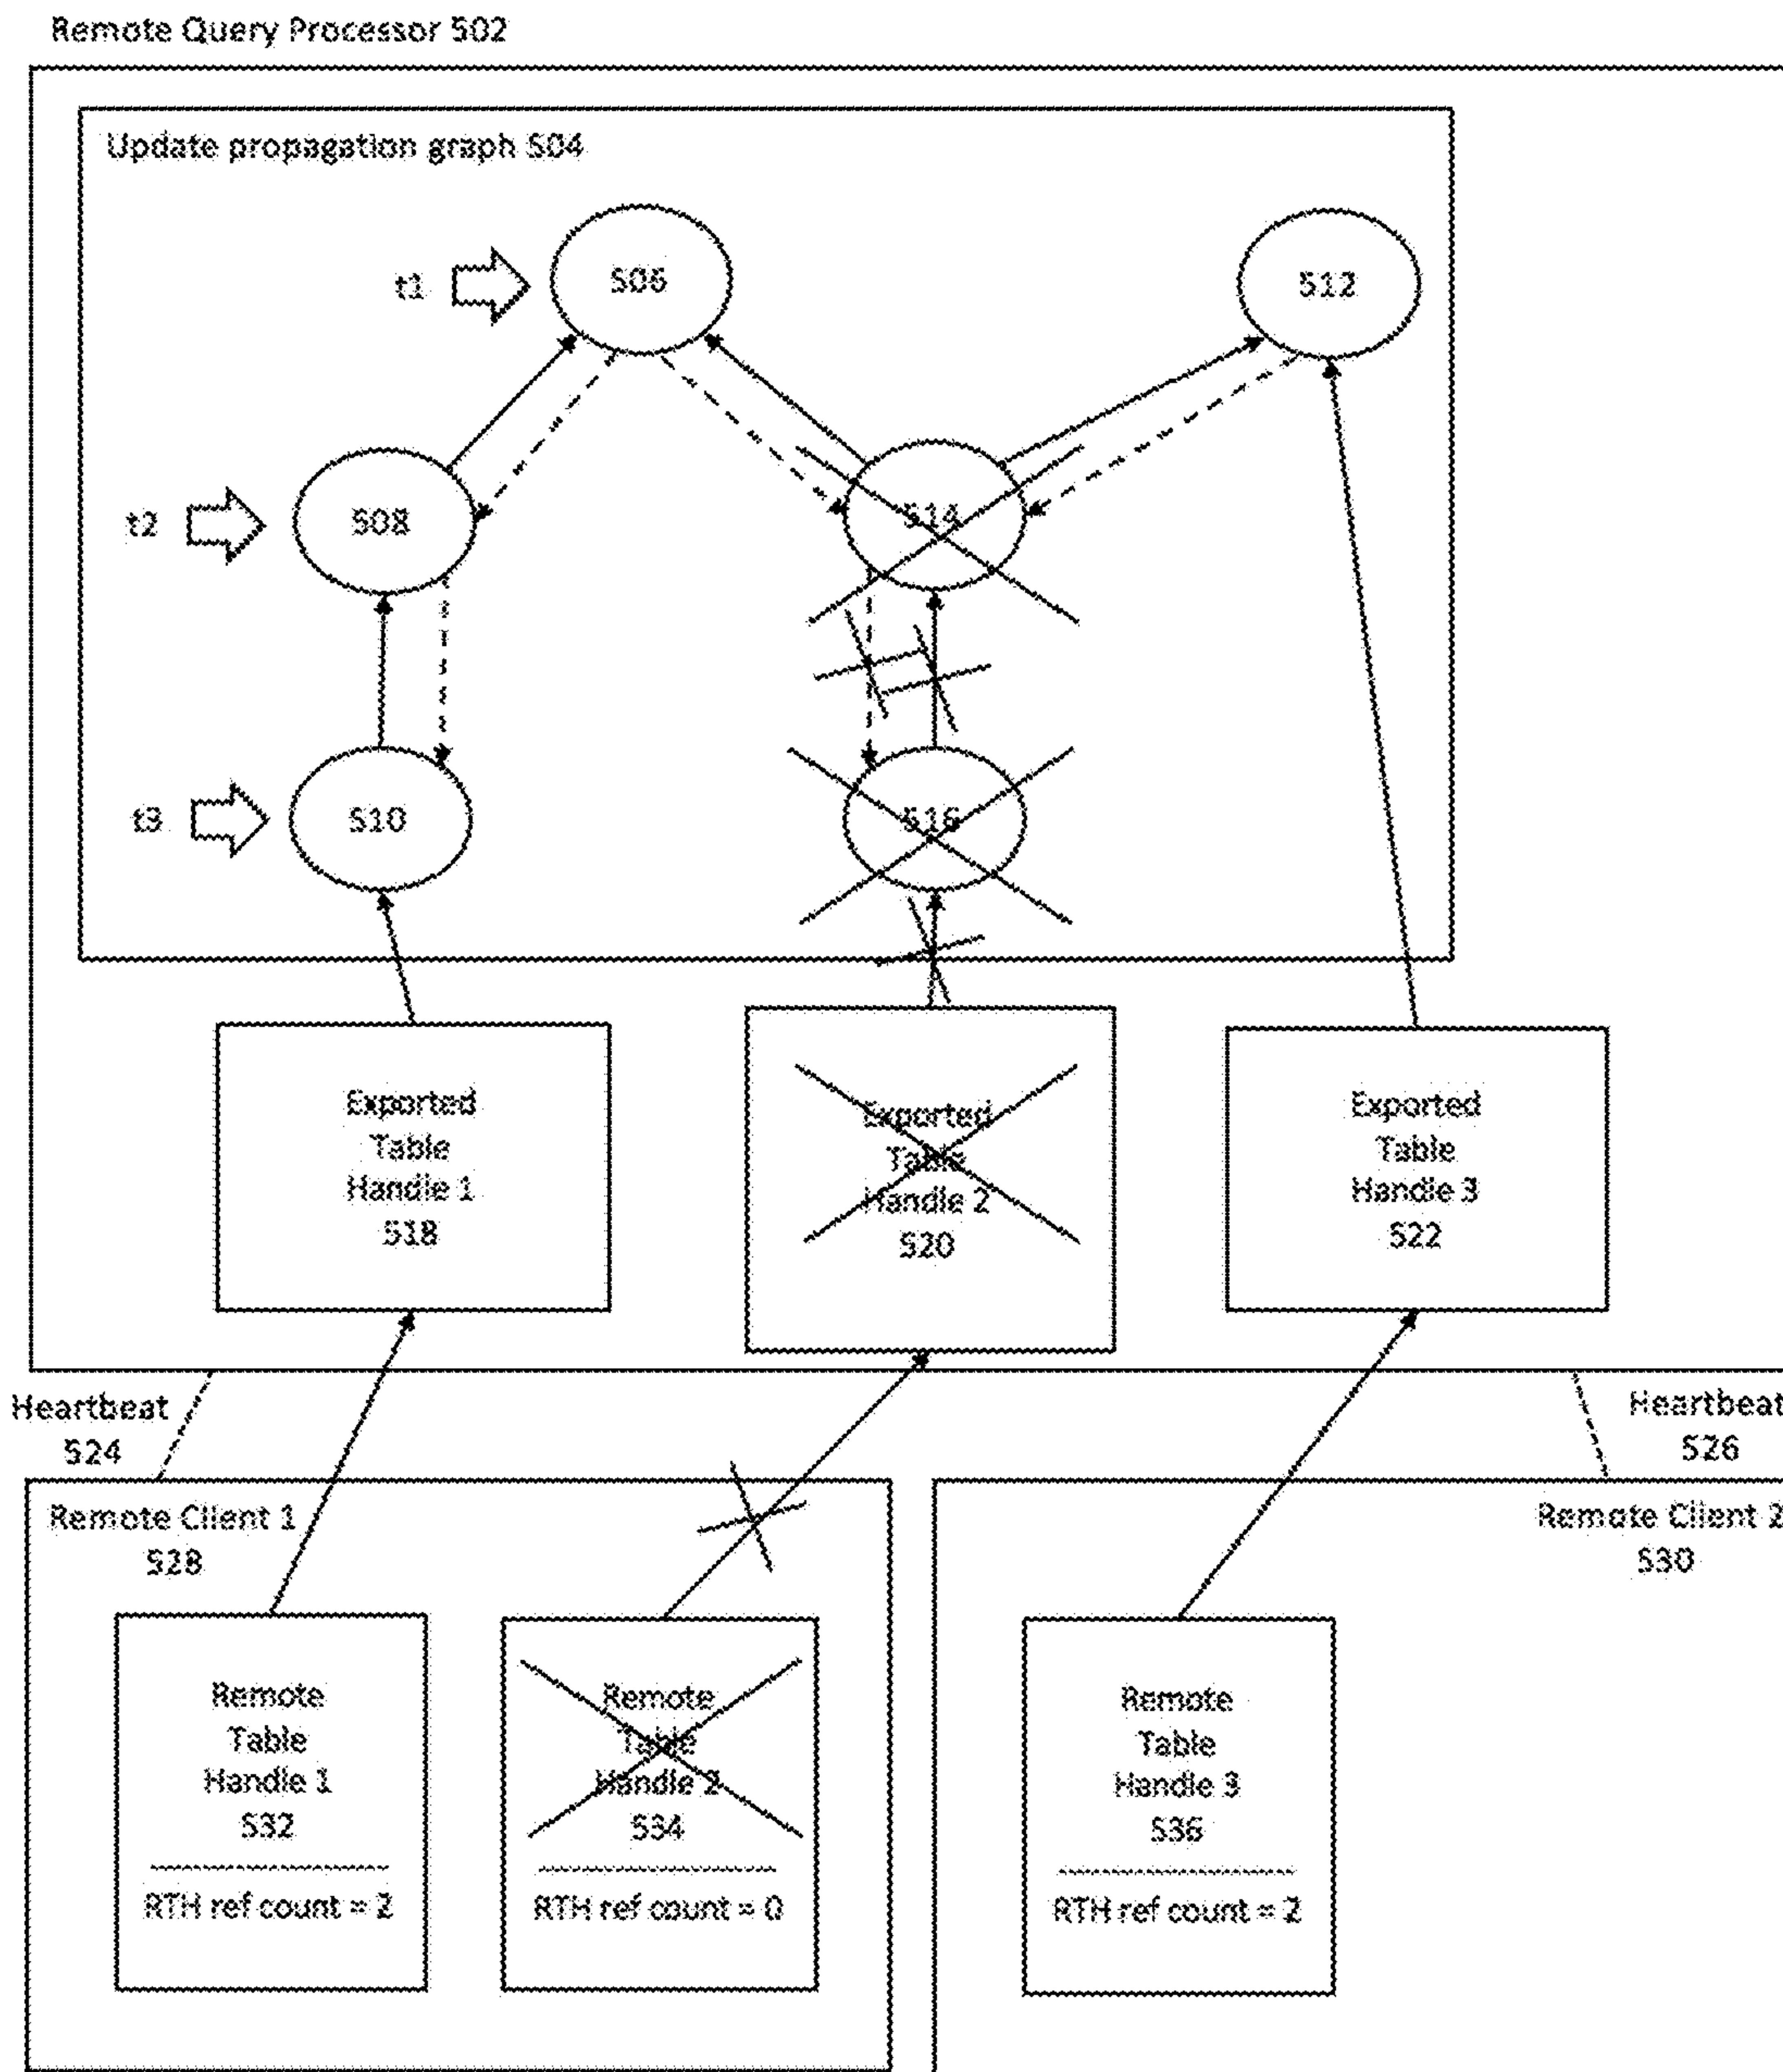 Remote Query Processor 502
Update propagation graph 504
t1
506
512
t2
508
514
t3
510
516
Exported
Table
Handle 1
518
Exported
Table
Handle 2
520
Exported
Table
Handle 3
522
Heartbeat
524
Heartbeat
526
Remote Client 1
528
Remote Client 2
530
Remote
Table
Handle 1
532
RTH ref count = 2
Remote
Table
Handle 2
534
RTH ref count = 0
Remote
Table
Handle 3
536
RTH ref count = 2